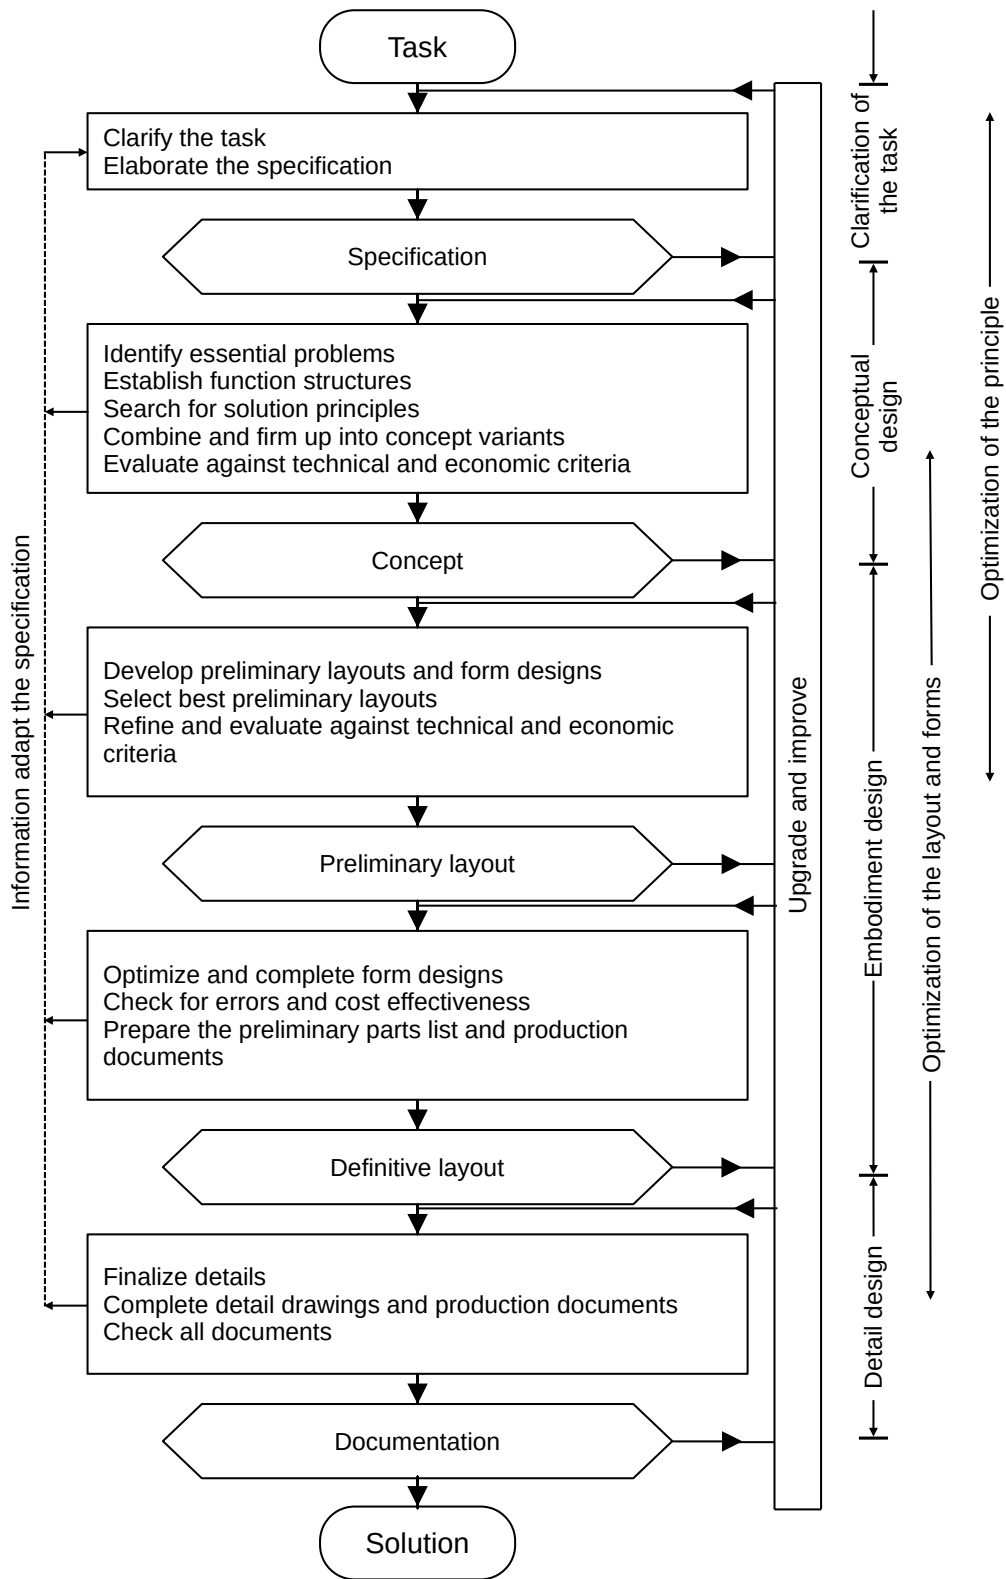 Task
Clarify the task
Elaborate the specification
Specification
Identify essential problems
Establish function structures
Search for solution principles
Combine and firm up into concept variants
Evaluate against technical and economic criteria
Concept
Develop preliminary layouts and form designs
Select best preliminary layouts
Refine and evaluate against technical and economic
criteria
Preliminary layout
Optimize and complete form designs
Check for errors and cost effectiveness
Prepare the preliminary parts list and production
documents
Definitive layout
Finalize details
Complete detail drawings and production documents
Check all documents
Documentation
Solution
Information adapt the specification
Upgrade and improve
Clarification of
the task
Conceptual
design
Embodiment design
Detail design
Optimization of the layout and forms
Optimization of the principle